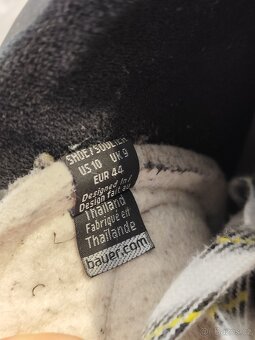 SHOE/SOULIER
US 10 UK 9
EUR 44
Designed in/
Design fait au
Thailand
Fabriqué en
Thaïlande
bauer.com